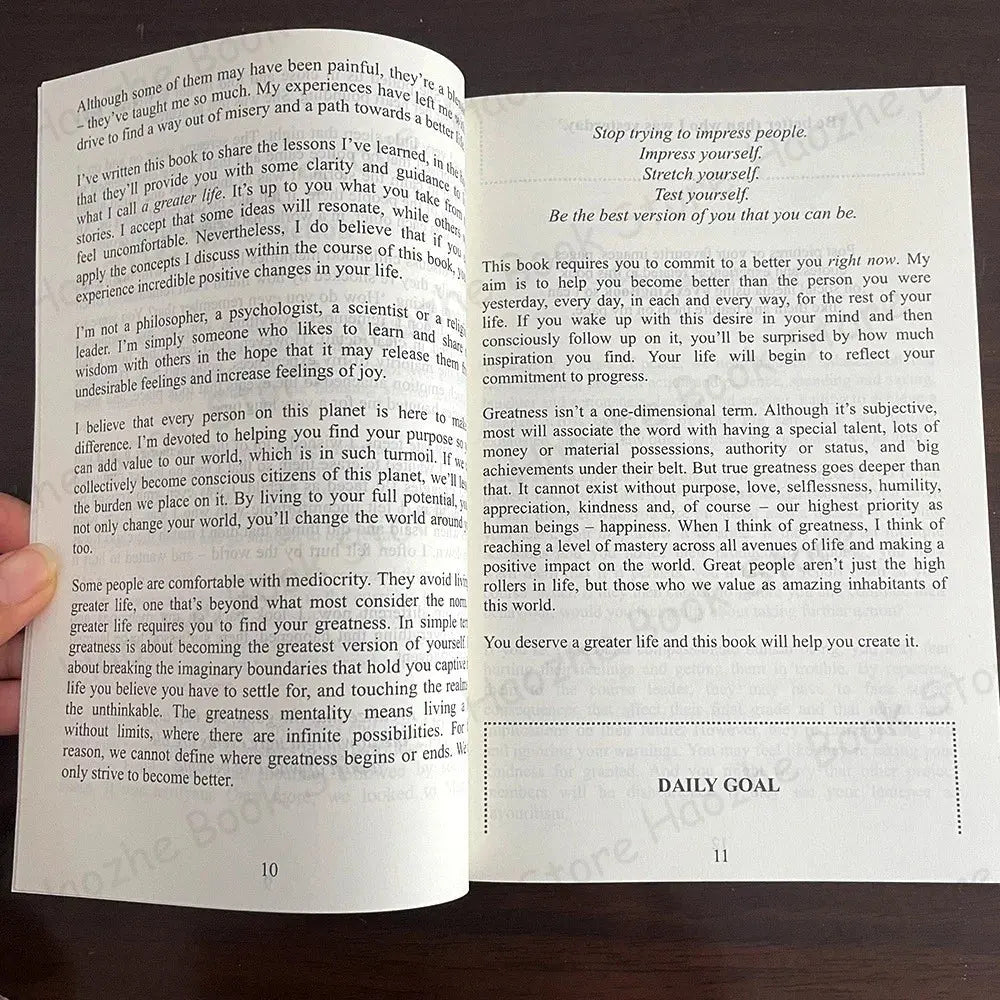 Although some of them may have been painful, they're a
– they've taught me so much. My experiences have left me
drive to find a way out of misery and a path towards a better
I've written this book to share the lessons I've learned, in the
that they'll provide you with some clarity and guidance to
what I call a greater life. It's up to you what you take from
stories. I accept that some ideas will resonate, while others
feel uncomfortable. Nevertheless, I do believe that if you
apply the concepts I discuss within the course of this book,
experience incredible positive changes in your life.
I'm not a philosopher, a psychologist, a scientist or a
leader. I'm simply someone who likes to learn and share
wisdom with others in the hope that it may release them
undesirable feelings and increase feelings of joy.
I believe that every person on this planet is here to
difference. I'm devoted to helping you find your purpose so
can add value to our world, which is in such turmoil. If we
collectively become conscious citizens of this planet, we'll
the burden we place on it. By living to your full potential,
not only change your world, you'll change the world around
too.
Some people are comfortable with mediocrity. They avoid
greater life, one that's beyond what most consider the
greater life requires you to find your greatness. In simple
greatness is about becoming the greatest version of yourself
about breaking the imaginary boundaries that hold you captive
life you believe you have to settle for, and touching the
the unthinkable. The greatness mentality means living a
without limits, where there are infinite possibilities. For
reason, we cannot define where greatness begins or ends. We
only strive to become better.
10
Stop trying to impress people.
Impress yourself.
Stretch yourself.
Test yourself.
Be the best version of you that you can be.
This book requires you to commit to a better you right now. My
aim is to help you become better than the person you were
yesterday, every day, in each and every way, for the rest of your
life. If you wake up with this desire in your mind and then
consciously follow up on it, you'll be surprised by how much
inspiration you find. Your life will begin to reflect your
commitment to progress.
Greatness isn't a one-dimensional term. Although it's subjective,
most will associate the word with having a special talent, lots of
money or material possessions, authority or status, and big
achievements under their belt. But true greatness goes deeper than
that. It cannot exist without purpose, love, selflessness, humility,
appreciation, kindness and, of course – our highest priority as
human beings – happiness. When I think of greatness, I think of
reaching a level of mastery across all avenues of life and making a
positive impact on the world. Great people aren't just the high
rollers in life, but those who we value as amazing inhabitants of
this world.
You deserve a greater life and this book will help you create it.
DAILY GOAL
11
Haozhe Book Store